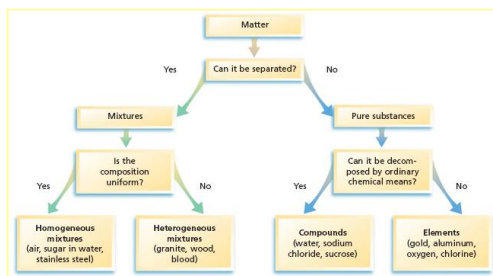 Matter
Can it be separated?
Yes
No
Mixtures
Pure substances
Is the
composition
uniform?
Can it be decom-
posed by ordinary
chemical means?
Yes
No
Yes
No
Homogeneous
mixtures
(air, sugar in water,
stainless steel)
Heterogeneous
mixtures
(granite, wood,
blood)
Compounds
(water, sodium
chloride, sucrose)
Elements
(gold, aluminum,
oxygen, chlorine)